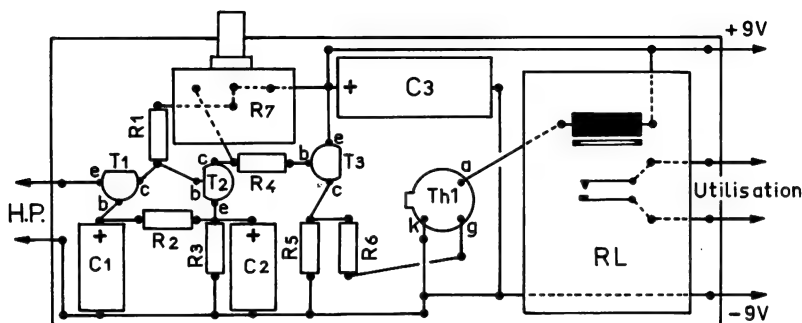 +9V
+ C3
R7
R1
e T1 c b
c T2 b e
R4
b e T3 c
a Th1 k g
H.P.
Utilisation
+ C1
R2
R3
+ C2
R5
R6
RL
-9V